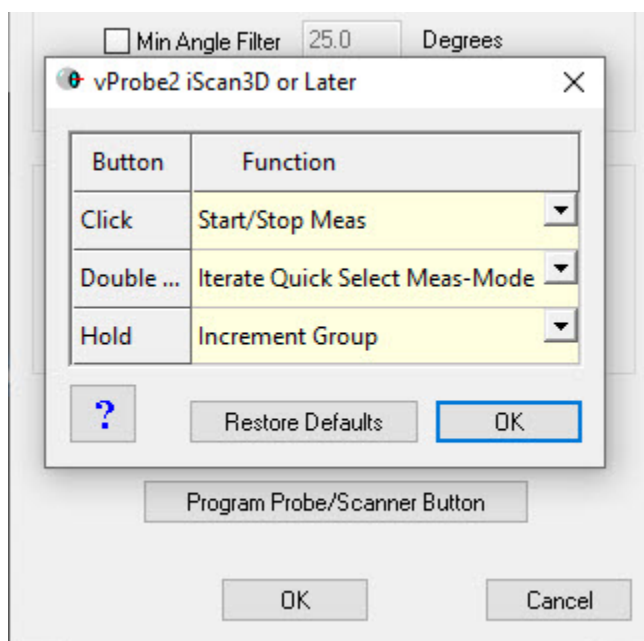 Min Angle Filter 25.0 Degrees
vProbe2 iScan3D or Later
Button Function
Click Start/Stop Meas
Double ... Iterate Quick Select Meas-Mode
Hold Increment Group
? Restore Defaults OK
Program Probe/Scanner Button
OK Cancel